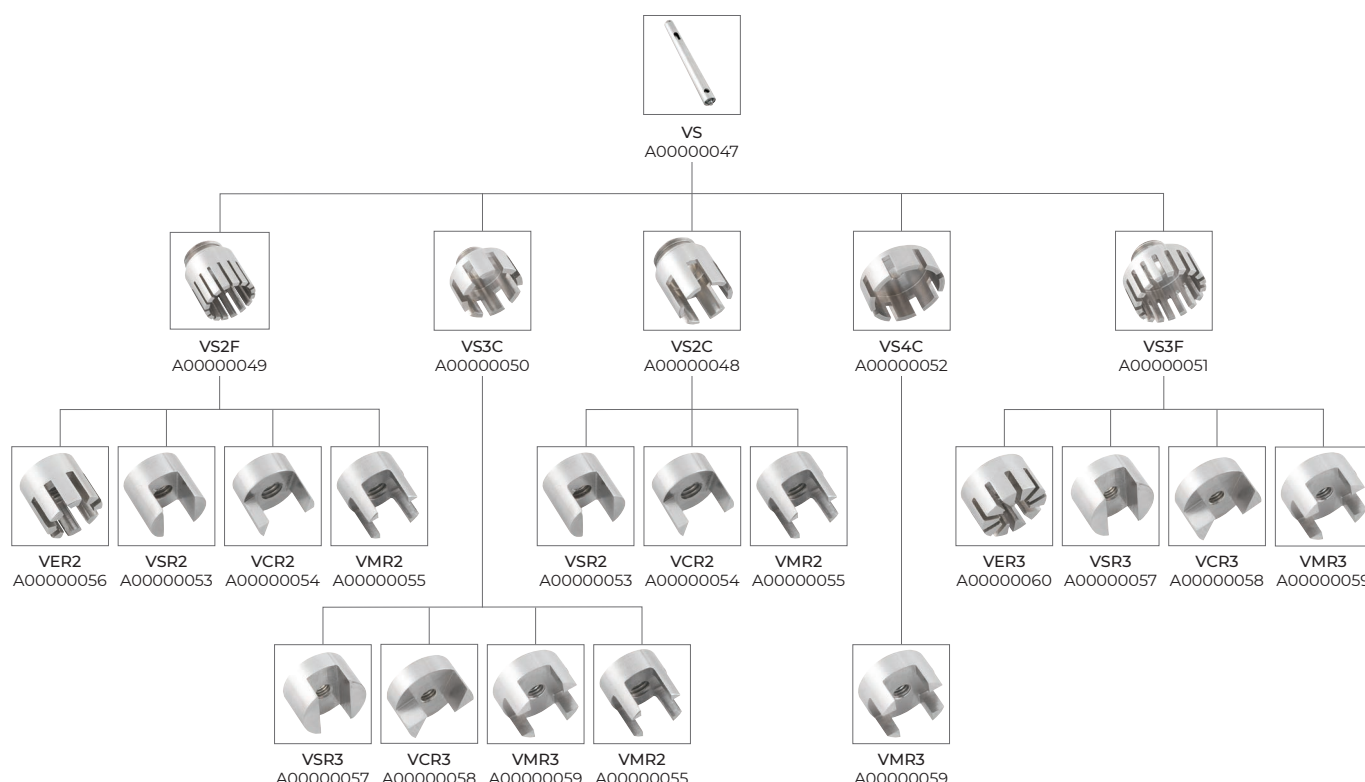 VS
A00000047
VS2F
A00000049
VS3C
A00000050
VS2C
A00000048
VS4C
A00000052
VS3F
A00000051
VER2
A00000056
VSR2
A00000053
VCR2
A00000054
VMR2
A00000055
VSR2
A00000053
VCR2
A00000054
VMR2
A00000055
VER3
A00000060
VSR3
A00000057
VCR3
A00000058
VMR3
A00000059
VSR3
A00000057
VCR3
A00000058
VMR3
A00000059
VMR2
A00000055
VMR3
A00000059